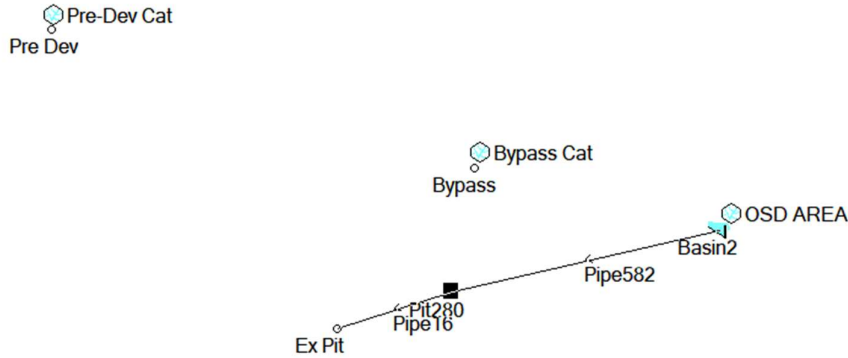 Pre-Dev Cat
Pre Dev
Bypass Cat
Bypass
OSD AREA
Basin2
Pipe582
Pit280
Pipe16
Ex Pit